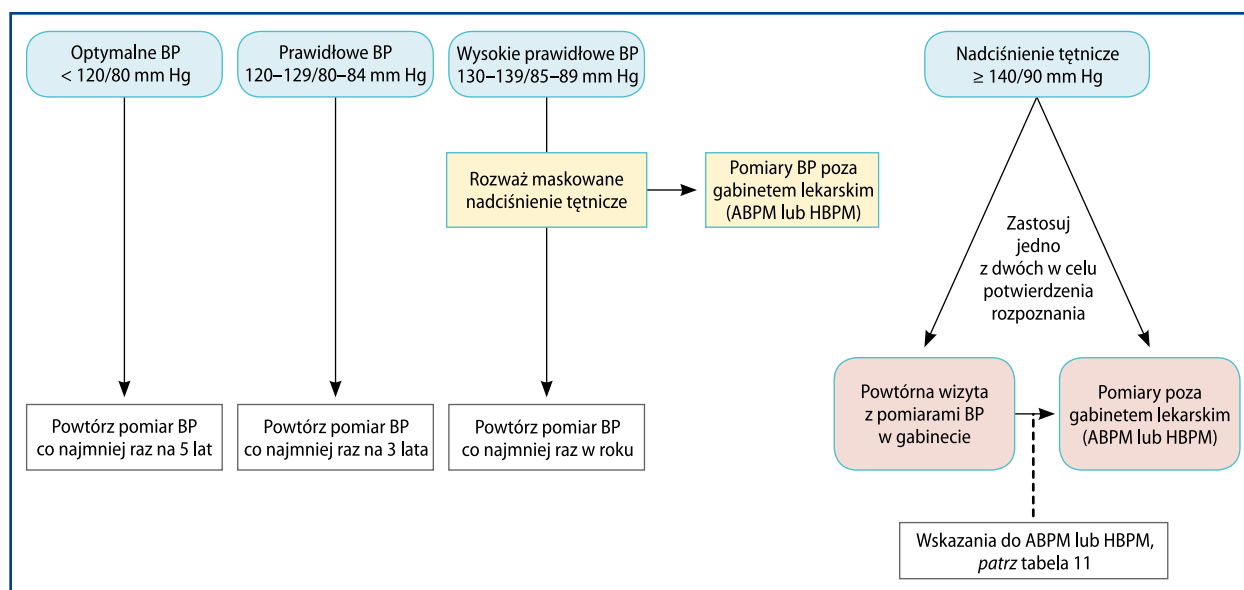 Optymalne BP
< 120/80 mm Hg
Prawidłowe BP
120–129/80–84 mm Hg
Wysokie prawidłowe BP
130–139/85–89 mm Hg
Nadciśnienie tętnicze
≥ 140/90 mm Hg
Rozważ maskowane
nadciśnienie tętnicze
Pomiary BP poza
gabinetem lekarskim
(ABPM lub HBPM)
Zastosuj
jedno
z dwóch w celu
potwierdzenia
rozpoznania
Powtórz pomiar BP
co najmniej raz na 5 lat
Powtórz pomiar BP
co najmniej raz na 3 lata
Powtórz pomiar BP
co najmniej raz w roku
Powtórna wizyta
z pomiarami BP
w gabinecie
Pomiary poza
gabinetem lekarskim
(ABPM lub HBPM)
Wskazania do ABPM lub HBPM,
patrz tabela 11